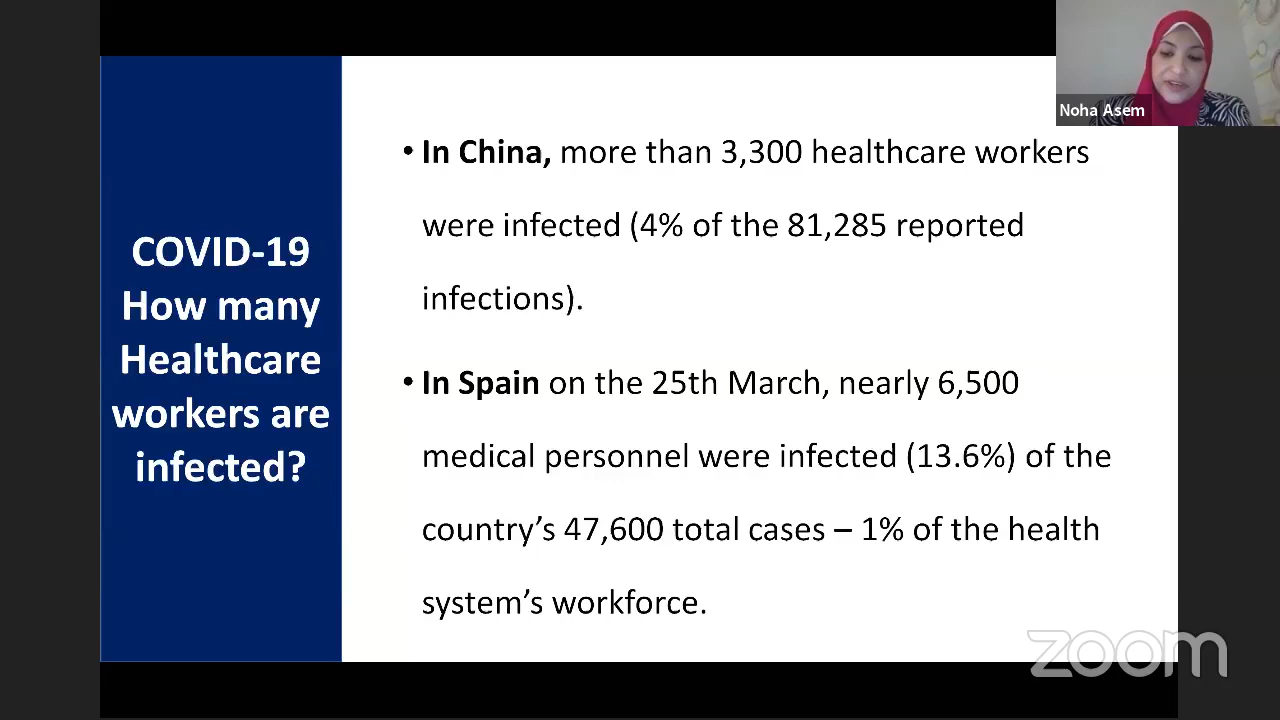 Noha Asem
COVID-19
How many
Healthcare
workers are
infected?
• In China, more than 3,300 healthcare workers
were infected (4% of the 81,285 reported
infections).
• In Spain on the 25th March, nearly 6,500
medical personnel were infected (13.6%) of the
country’s 47,600 total cases – 1% of the health
system’s workforce.
zoom